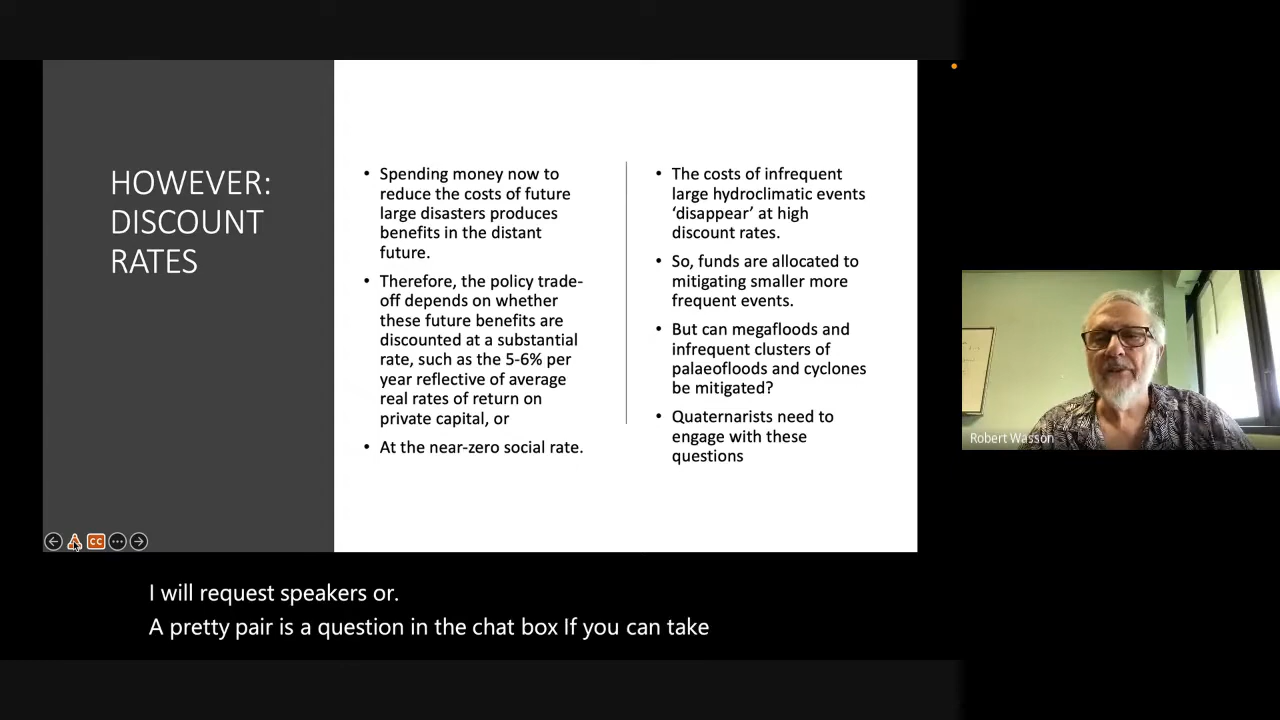 HOWEVER:
DISCOUNT
RATES
• Spending money now to
reduce the costs of future
large disasters produces
benefits in the distant
future.
• Therefore, the policy trade-
off depends on whether
these future benefits are
discounted at a substantial
rate, such as the 5-6% per
year reflective of average
real rates of return on
private capital, or
• At the near-zero social rate.
• The costs of infrequent
large hydroclimatic events
‘disappear’ at high
discount rates.
• So, funds are allocated to
mitigating smaller more
frequent events.
• But can megafloods and
infrequent clusters of
palaeofloods and cyclones
be mitigated?
• Quaternarists need to
engage with these
questions
Robert Wasson
CC
I will request speakers or.
A pretty pair is a question in the chat box If you can take